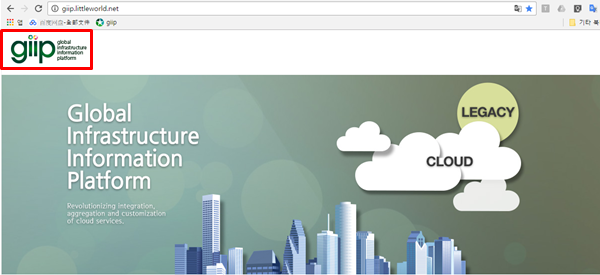 giip.littleworld.net
앱
giip
기타 북
giip
global
infrastructure
information
platform
Global
Infrastructure
Information
Platform
Revolutionizing integration,
aggregation and customization
of cloud services.
LEGACY
CLOUD